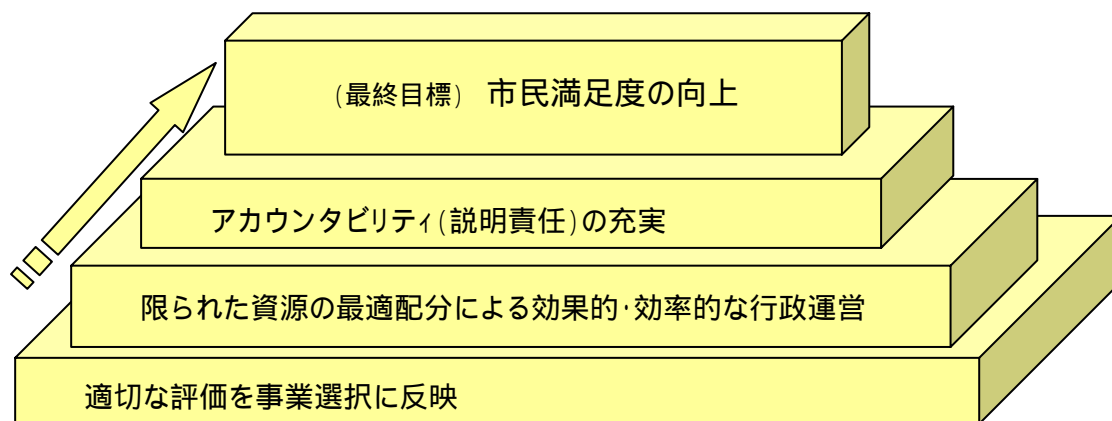 (最終目標) 市民満足度の向上
アカウンタビリティ(説明責任)の充実
限られた資源の最適配分による効果的･効率的な行政運営
適切な評価を事業選択に反映